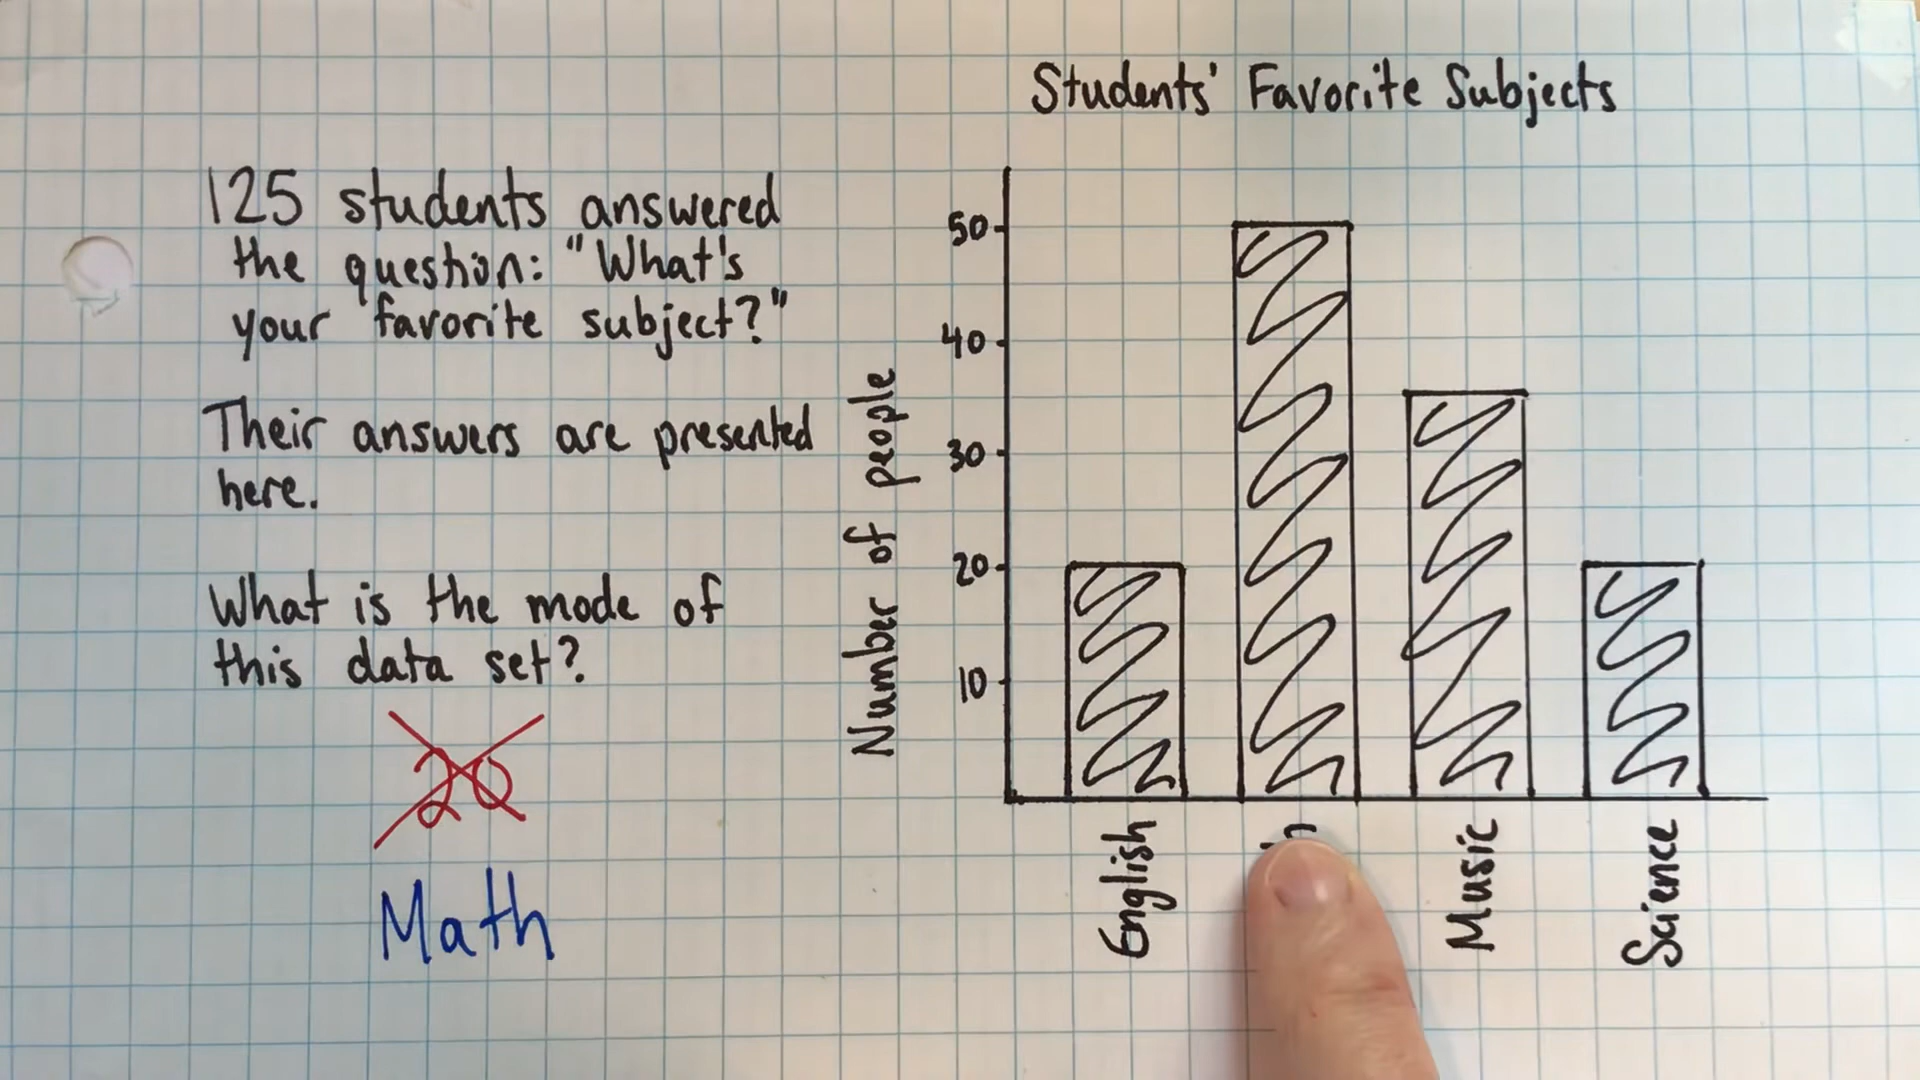 Students' Favorite Subjects
125 students answered
the question: "What's
your favorite subject?"
Their answers are presented
here.
What is the mode of
this data set?
20
Math
Number of people
50
40
30
20
10
English
Music
Science